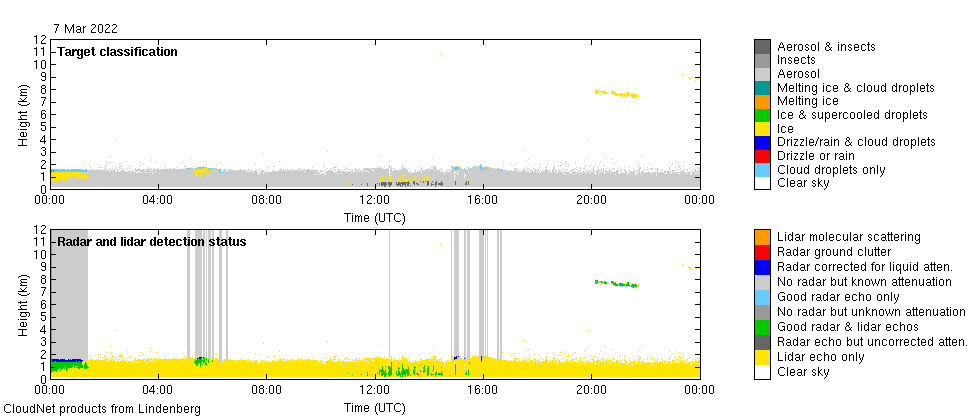 7 Mar 2022
Target classification
12
11
10
9
8
7
6
5
4
3
2
1
0
Height (km)
00:00 04:00 08:00 12:00 16:00 20:00 00:00
Time (UTC)
Aerosol & insects
Insects
Aerosol
Melting ice & cloud droplets
Melting ice
Ice & supercooled droplets
Ice
Drizzle/rain & cloud droplets
Drizzle or rain
Cloud droplets only
Clear sky
Radar and lidar detection status
12
11
10
9
8
7
6
5
4
3
2
1
0
Height (km)
00:00 04:00 08:00 12:00 16:00 20:00 00:00
Time (UTC)
Lidar molecular scattering
Radar ground clutter
Radar corrected for liquid atten.
No radar but known attenuation
Good radar echo only
No radar but unknown attenuation
Good radar & lidar echos
Radar echo but uncorrected atten.
Lidar echo only
Clear sky
CloudNet products from Lindenberg